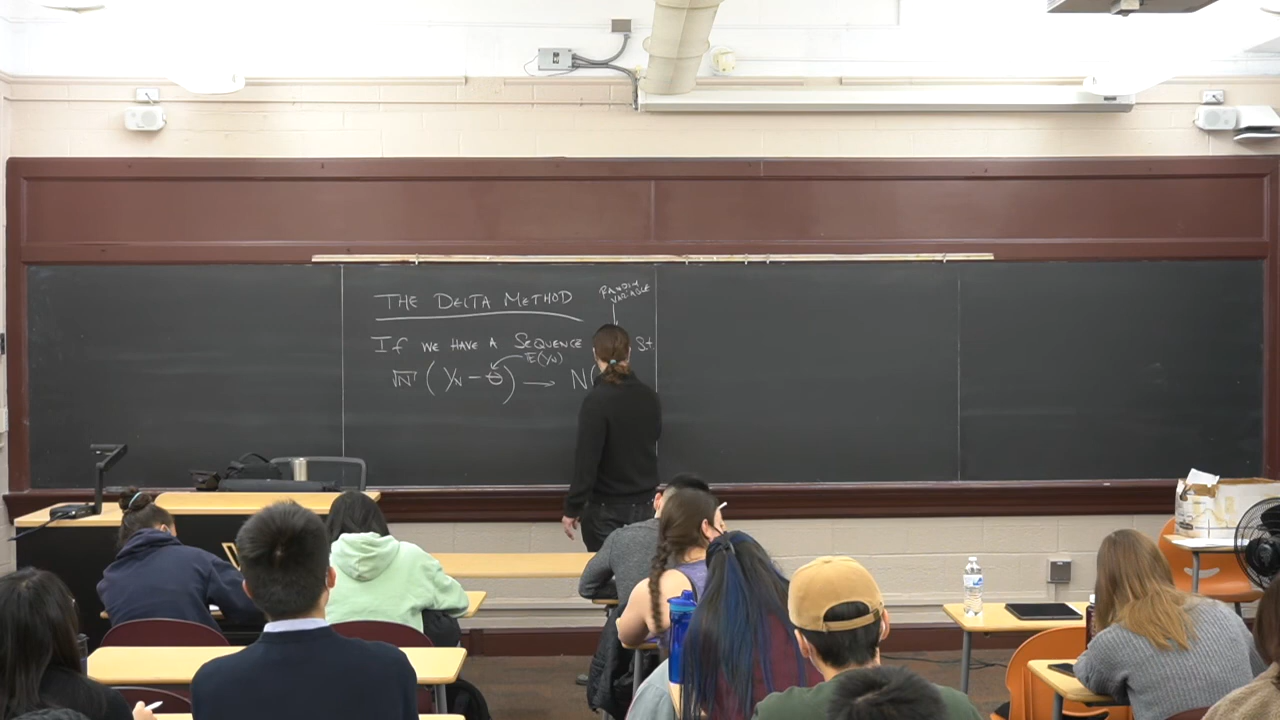 THE DELTA METHOD
RANDOM
VARIABLE
If WE HAVE A SEQUENCE St.
E(Yₙ)
√N (Yₙ - θ) → N(